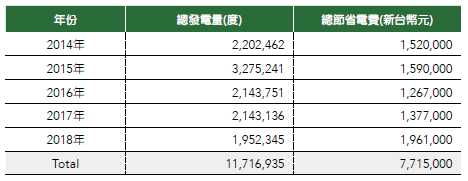 年份 總發電量(度) 總節省電費(新台幣元)
2014年 2,202,462 1,520,000
2015年 3,275,241 1,590,000
2016年 2,143,751 1,267,000
2017年 2,143,136 1,377,000
2018年 1,952,345 1,961,000
Total 11,716,935 7,715,000